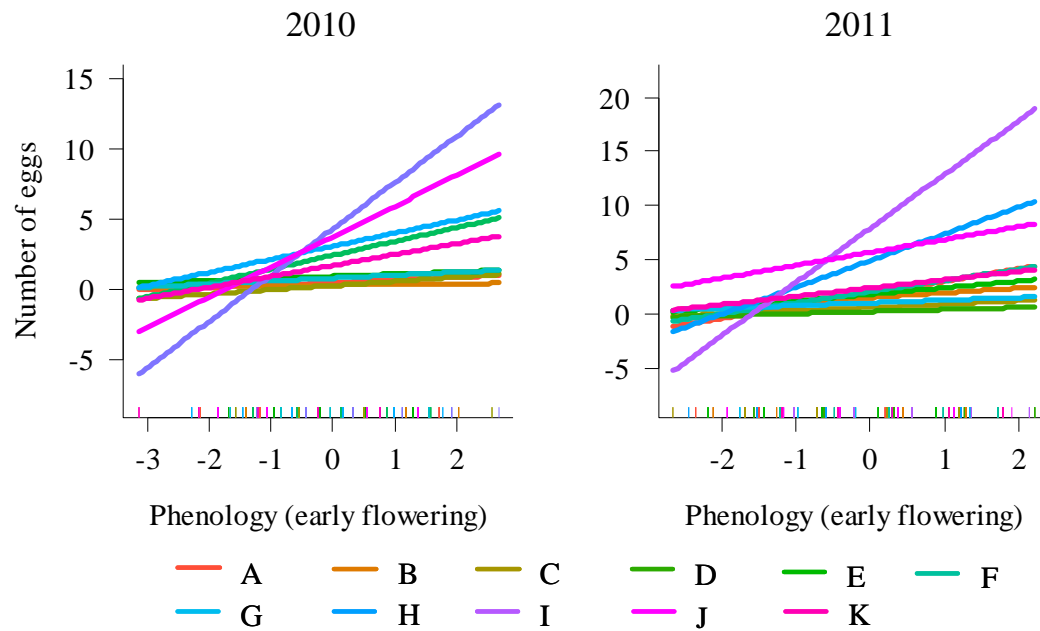 2010 2011
Number of eggs
15
10
5
0
-5
20
15
10
5
0
-5
-3 -2 -1 0 1 2
-2 -1 0 1 2
Phenology (early flowering) Phenology (early flowering)
A B C D E F
G H I J K